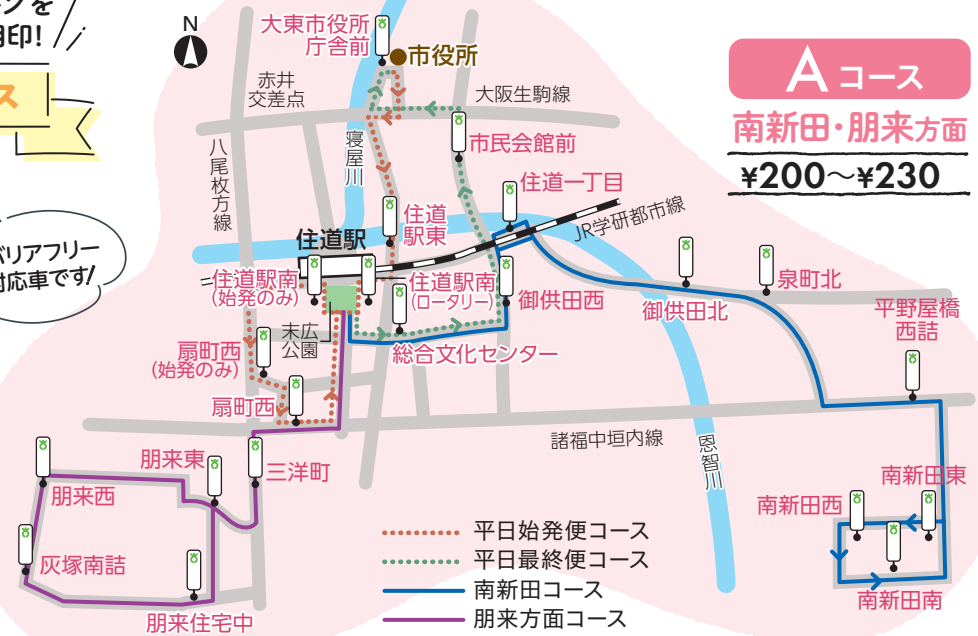 を
印!
ス
バリアフリー
対応車です!
N
大東市役所
庁舎前
市役所
赤井
交差点
大阪生駒線
Aコース
南新田・朋来方面
¥200〜¥230
八尾枚方線
寝屋川
市民会館前
住道一丁目
住道
駅東
住道駅
JR学研都市線
住道駅南
(始発のみ)
住道駅南
(ロータリー)
御供田西
御供田北
泉町北
平野屋橋
西詰
末広
公園
総合文化センター
扇町西
(始発のみ)
扇町西
諸福中垣内線
恩智川
朋来東
三洋町
朋来西
灰塚南詰
朋来住宅中
南新田東
南新田西
南新田南
平日始発便コース
平日最終便コース
南新田コース
朋来方面コース